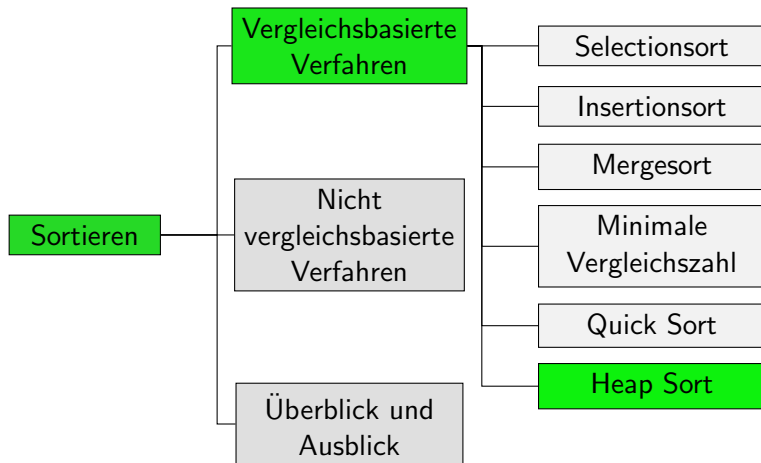 Sortieren
Vergleichsbasierte
Verfahren
Nicht
vergleichsbasierte
Verfahren
Überblick und
Ausblick
Selectionsort
Insertionsort
Mergesort
Minimale
Vergleichszahl
Quick Sort
Heap Sort